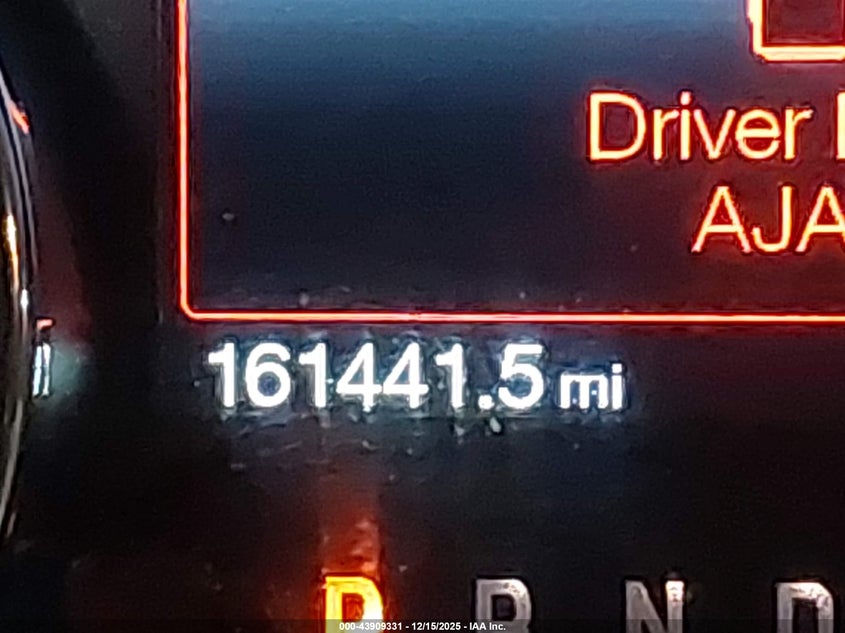 Driver
AJA
161441.5 mi
P R N D
000-43909331 - 12/15/2025 - IAA Inc.